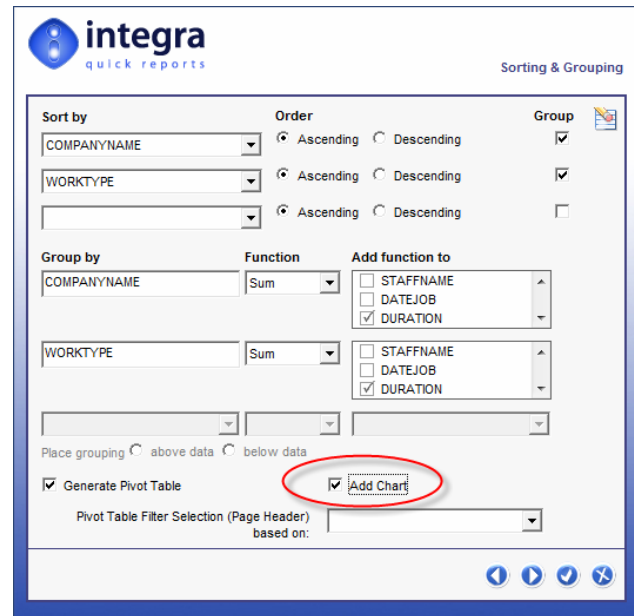 integra
quick reports
Sorting & Grouping
Sort by Order Group
COMPANYNAME Ascending Descending
WORKTYPE Ascending Descending
Ascending Descending
Group by Function Add function to
COMPANYNAME Sum STAFFNAME
DATEJOB
DURATION
WORKTYPE Sum STAFFNAME
DATEJOB
DURATION
Place grouping above data below data
Generate Pivot Table Add Chart
Pivot Table Filter Selection (Page Header)
based on: